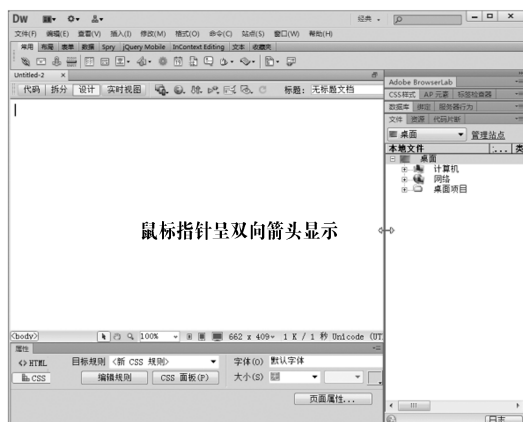 Dw 经典
文件(F) 编辑(E) 查看(V) 插入(I) 修改(M) 格式(O) 命令(C) 站点(S) 窗口(W) 帮助(H)
常用 布局 表单 数据 Spry jQuery Mobile InContext Editing 文本 收藏夹
Untitled-2 ×
代码 拆分 设计 实时视图 标题: 无标题文档
Adobe BrowserLab
CSS样式 AP 元素 标签检查器
数据库 绑定 服务器行为
文件 资源 代码片断
桌面 管理站点
本地文件 类
桌面
计算机
网络
桌面项目
鼠标指针呈双向箭头显示
<body> 100% 662 x 409 1 K / 1 秒 Unicode (UT
属性
<> HTML 目标规则 <新 CSS 规则> 字体(O) 默认字体
CSS 编辑规则 CSS 面板(P) 大小(S)
页面属性...
日志